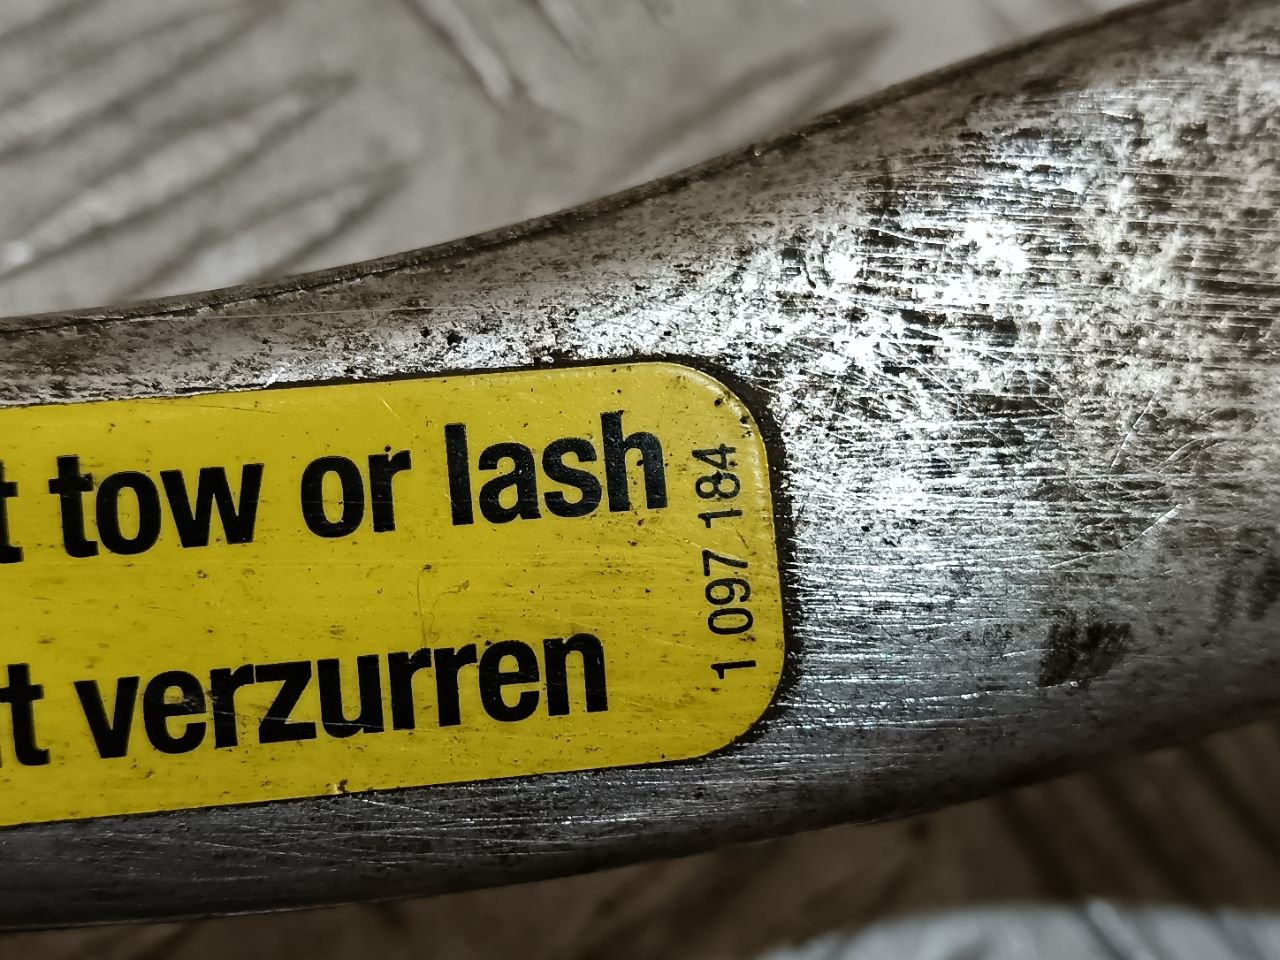 tow or lash
verzurren
1 097 184